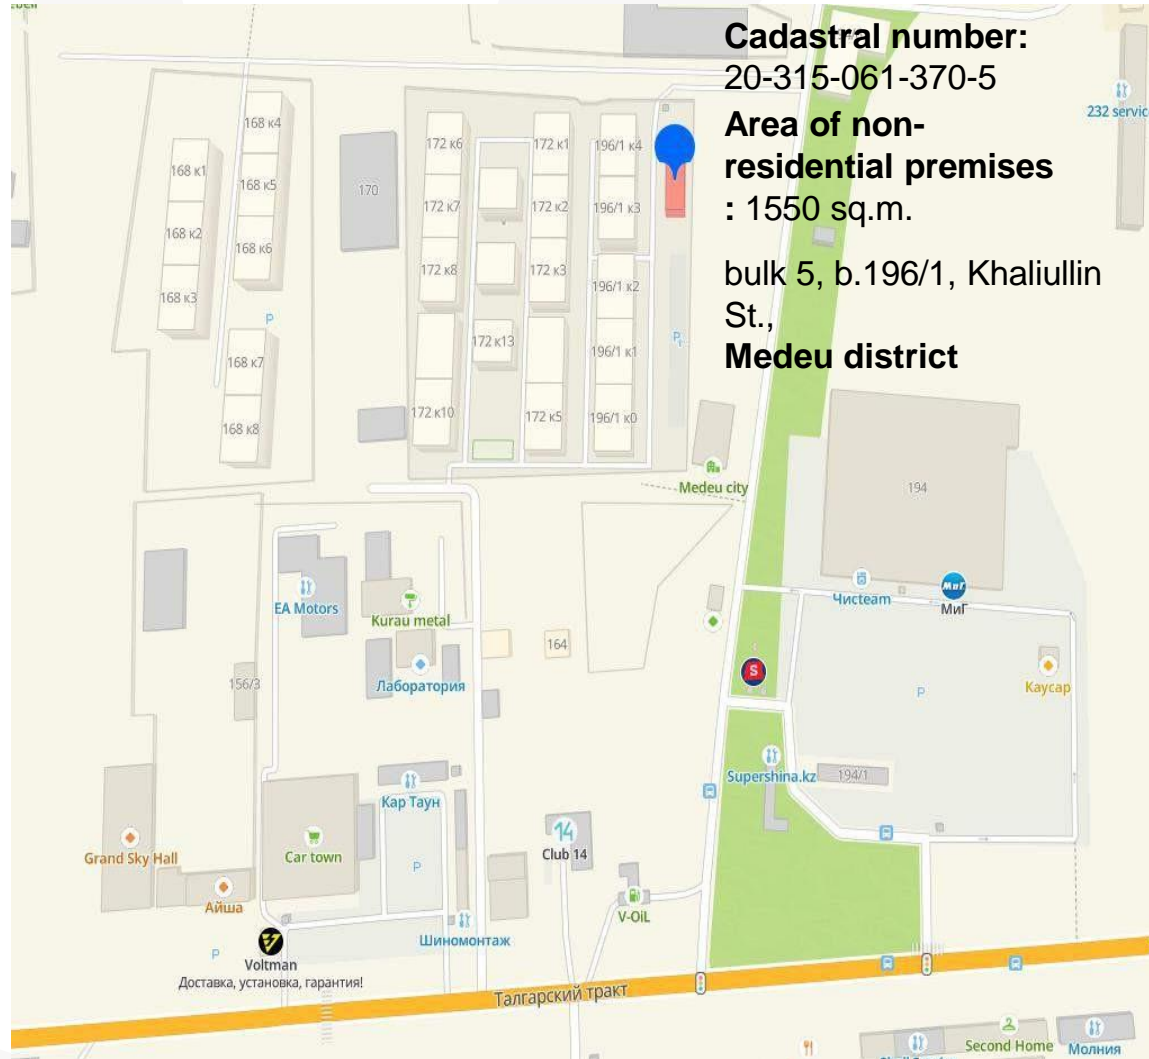 Cadastral number:
20-315-061-370-5
Area of non-
residential premises
: 1550 sq.m.
bulk 5, b.196/1, Khaliullin
St.,
Medeu district
232 servic
168 к4
168 к1
168 к5
168 к2
168 к6
168 к3
P
168 к7
168 к8
170
172 к6
172 к1
196/1 к4
172 к7
172 к2
196/1 к3
172 к8
172 к3
196/1 к2
172 к13
196/1 к1
P
172 к10
172 к5
196/1 к0
Medeu city
194
EA Motors
Kurau metal
Чисteam
МиГ
МиГ
164
Лаборатория
156/3
S
P
Каусар
Supershina.kz
194/1
Кар Таун
14
Club 14
Grand Sky Hall
Car town
P
Айша
V-OiL
Шиномонтаж
P
Voltman
Доставка, установка, гарантия!
Талгарский тракт
Second Home
Молния